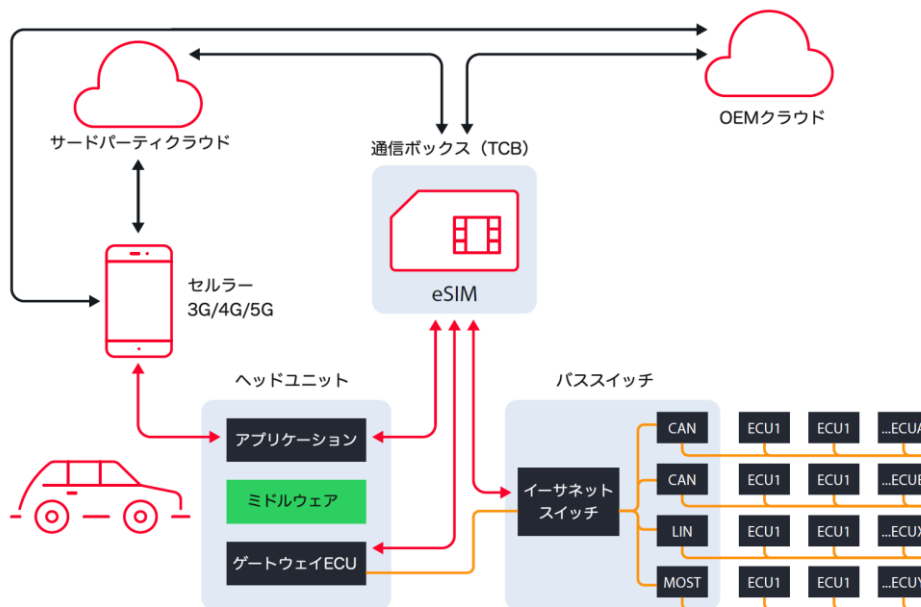 サードパーティクラウド
OEMクラウド
通信ボックス（TCB）
eSIM
セルラー
3G/4G/5G
ヘッドユニット
アプリケーション
ミドルウェア
ゲートウェイECU
バススイッチ
イーサネット
スイッチ
CAN
ECU1
ECU1
...ECUA
CAN
ECU1
ECU1
...ECUB
LIN
ECU1
ECU1
...ECUX
MOST
ECU1
ECU1
...ECUY